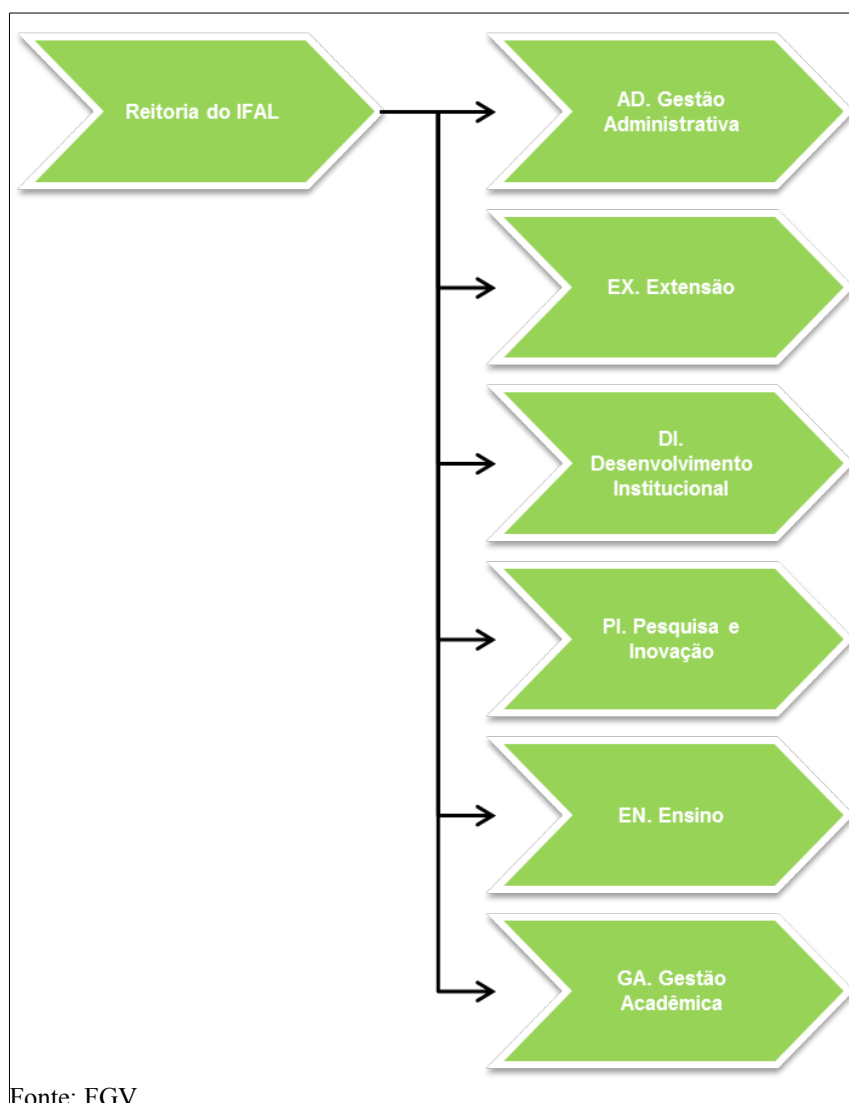 Reitoria do IFAL
AD. Gestão
Administrativa
EX. Extensão
DI.
Desenvolvimento
Institucional
PI. Pesquisa e
Inovação
EN. Ensino
GA. Gestão
Acadêmica
Fonte: FGV